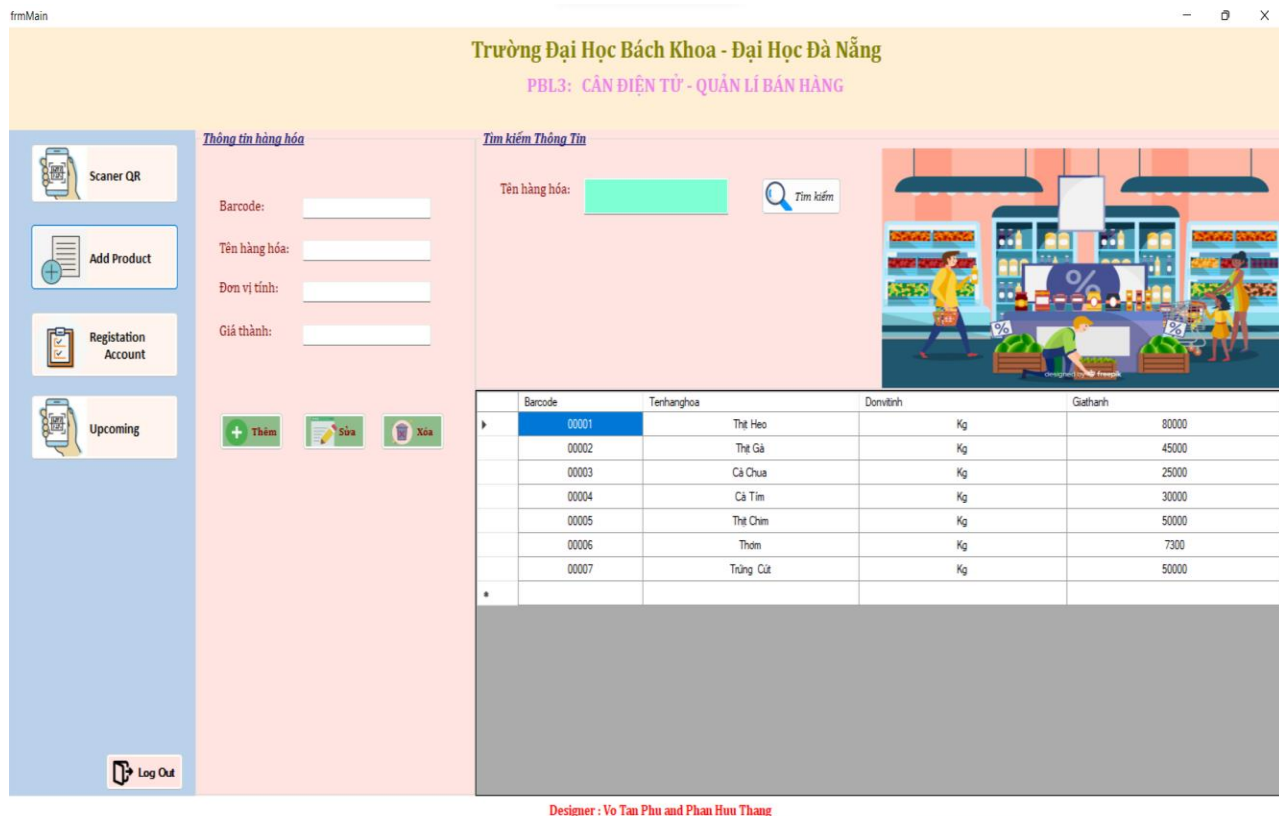 frmMain
Trường Đại Học Bách Khoa - Đại Học Đà Nẵng
PBL3: CÂN ĐIỆN TỬ - QUẢN LÍ BÁN HÀNG
Scaner QR
Add Product
Registation
Account
Upcoming
Log Out
Thông tin hàng hóa
Barcode:
Tên hàng hóa:
Đơn vị tính:
Giá thành:
Thêm
Sửa
Xóa
Tìm kiếm Thông Tin
Tên hàng hóa:
Tìm kiếm
%
%
%
designed by freepik
Barcode Tenhanghoa Donvitinh Giathanh
00001 Thịt Heo Kg 80000
00002 Thịt Gà Kg 45000
00003 Cà Chua Kg 25000
00004 Cà Tím Kg 30000
00005 Thịt Chim Kg 50000
00006 Thơm Kg 7300
00007 Trứng Cút Kg 50000
Designer : Vo Tan Phu and Phan Huu Thang